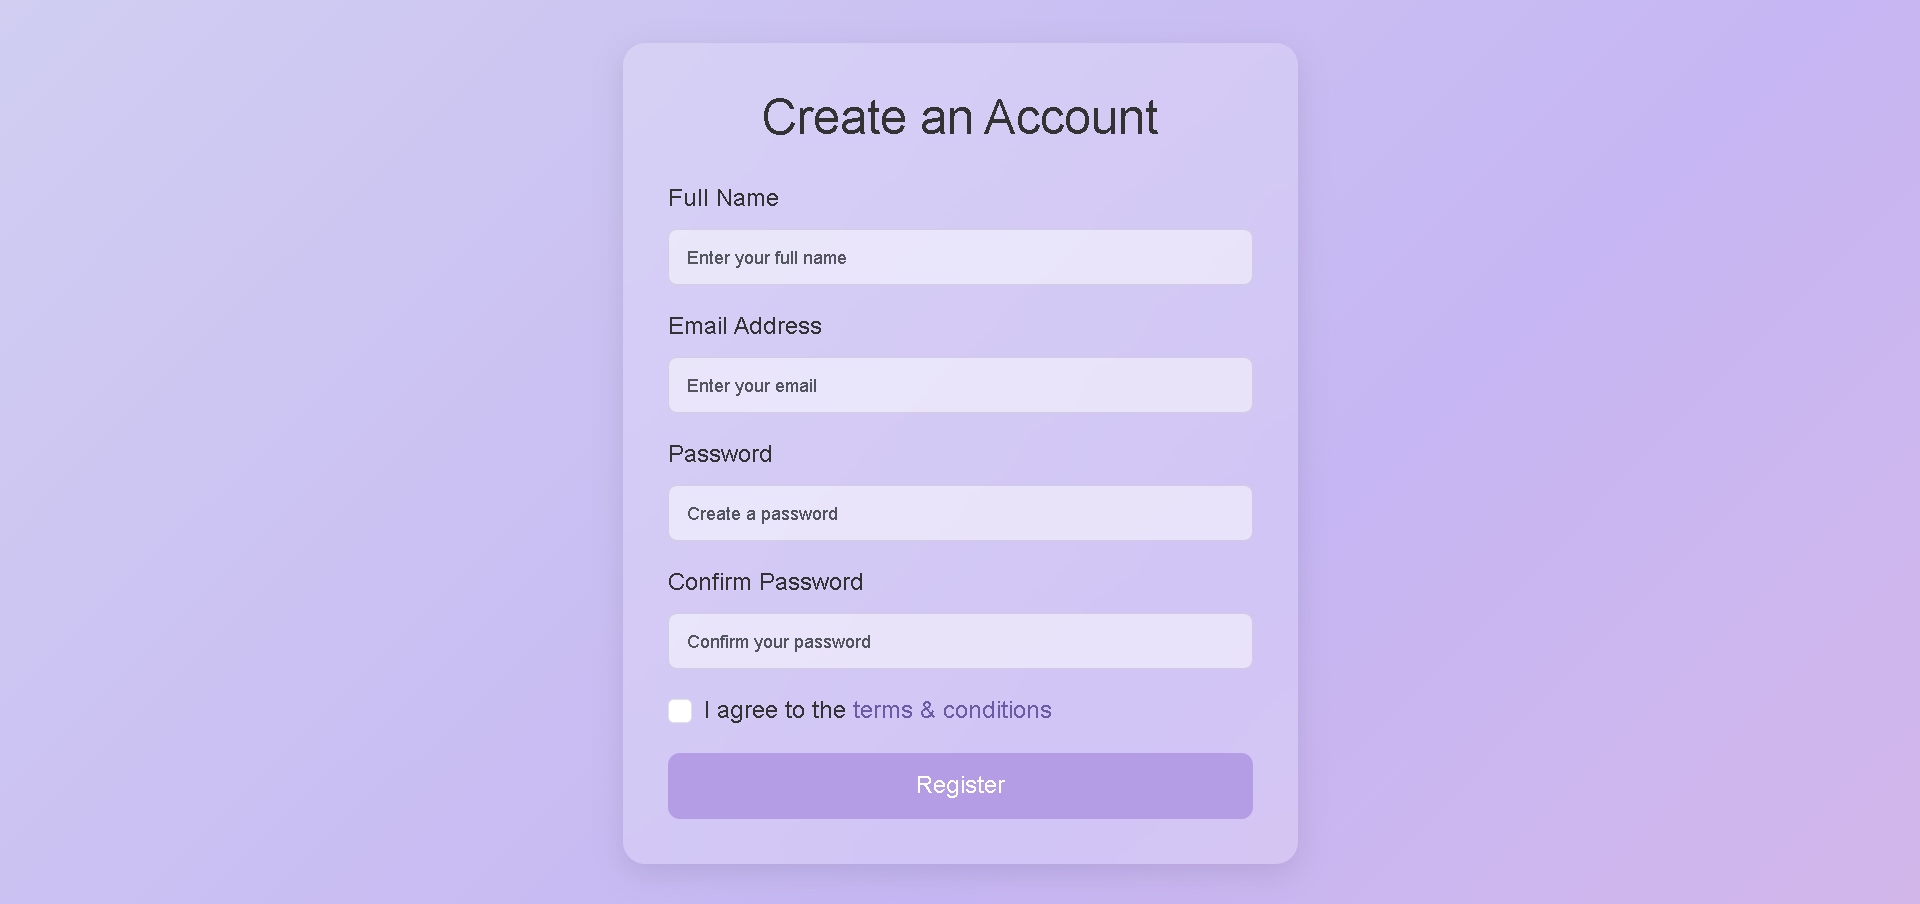 Create an Account
Full Name
Enter your full name
Email Address
Enter your email
Password
Create a password
Confirm Password
Confirm your password
I agree to the terms & conditions
Register